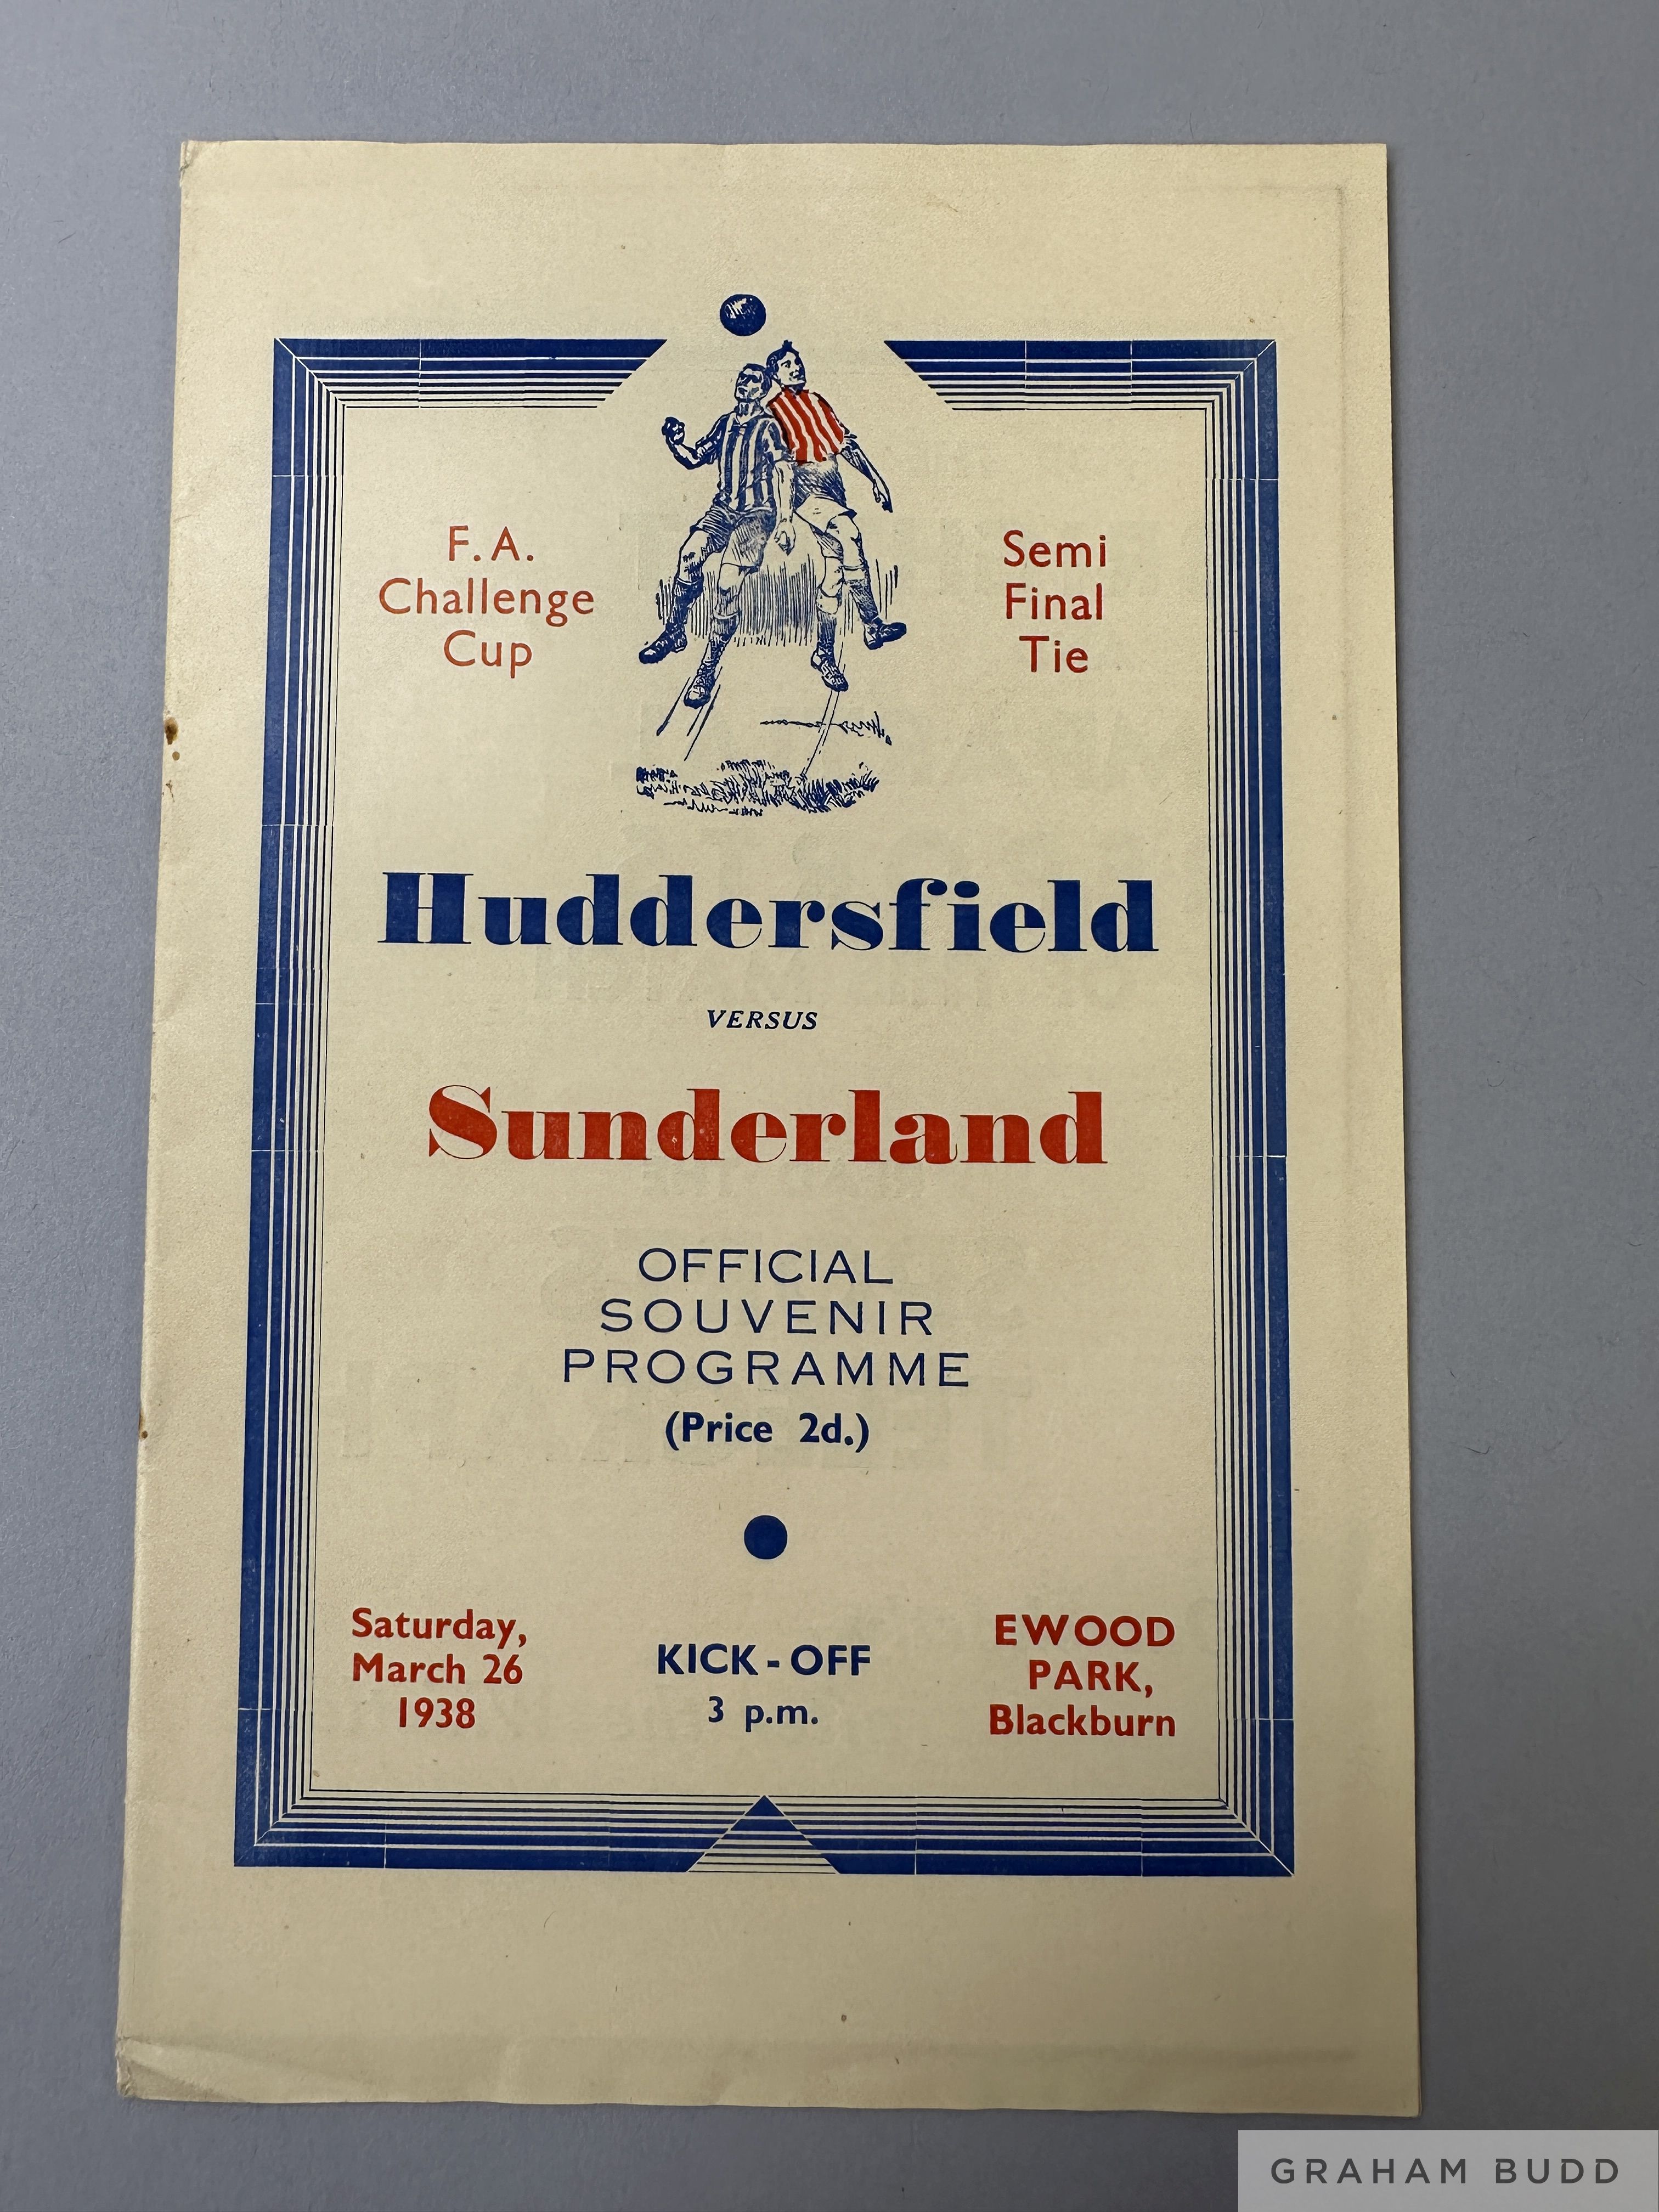 F. A.
Challenge
Cup
Semi
Final
Tie
Huddersfield
VERSUS
Sunderland
OFFICIAL
SOUVENIR
PROGRAMME
(Price 2d.)
Saturday,
March 26
1938
KICK - OFF
3 p.m.
EWOOD
PARK,
Blackburn
GRAHAM BUDD